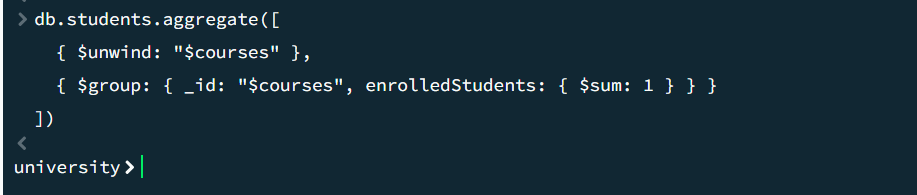 > db.students.aggregate([
{ $unwind: "$courses" },
{ $group: { _id: "$courses", enrolledStudents: { $sum: 1 } } }
])
<
university>